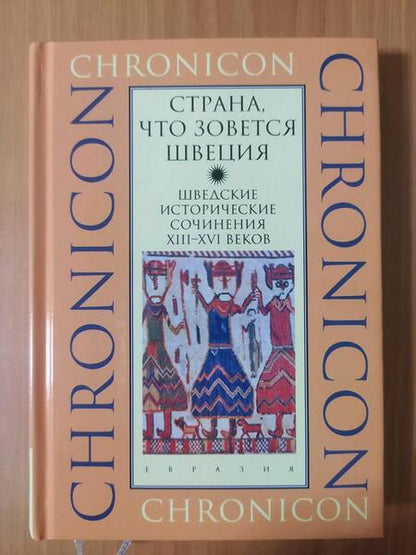 CHRONICON
CHRONICON
CHRONICON
СТРАНА,
ЧТО ЗОВЕТСЯ
ШВЕЦИЯ
ШВЕДСКИЕ
ИСТОРИЧЕСКИЕ
СОЧИНЕНИЯ
XIII–XVI ВЕКОВ
ЕВРАЗИЯ
CHRONICON